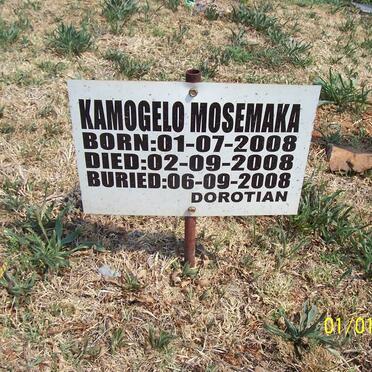 KAMOGELO MOSEMAKA
BORN:01-07-2008
DIED:02-09-2008
BURIED:06-09-2008
DOROTIAN
01/01